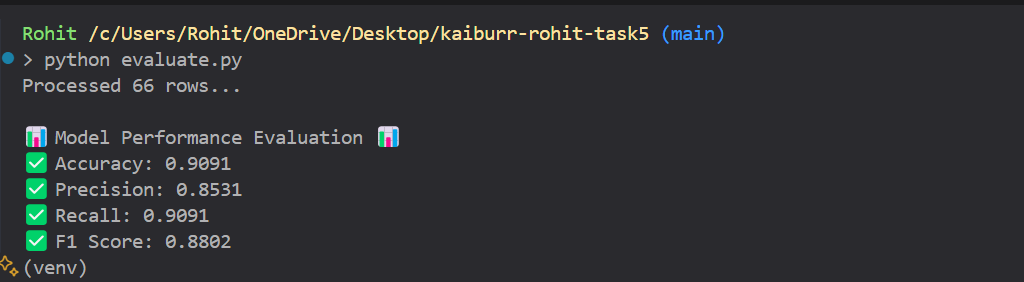 Rohit /c/Users/Rohit/OneDrive/Desktop/kaiburr-rohit-task5 (main)
> python evaluate.py
Processed 66 rows...
📊 Model Performance Evaluation 📊
✅ Accuracy: 0.9091
✅ Precision: 0.8531
✅ Recall: 0.9091
✅ F1 Score: 0.8802
(venv)